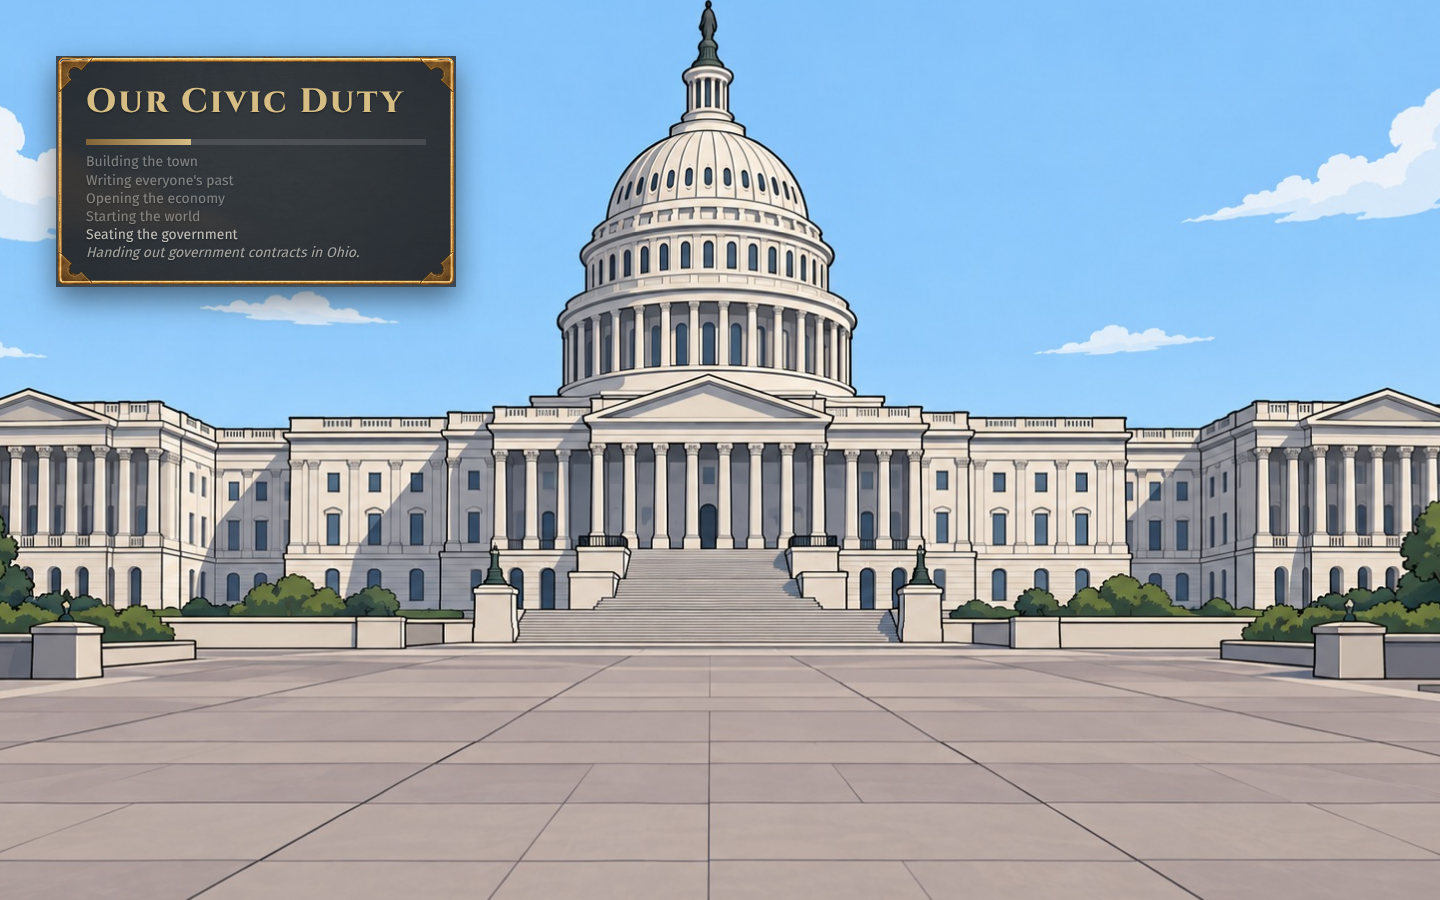 Our Civic Duty
Building the town
Writing everyone's past
Opening the economy
Starting the world
Seating the government
Handing out government contracts in Ohio.